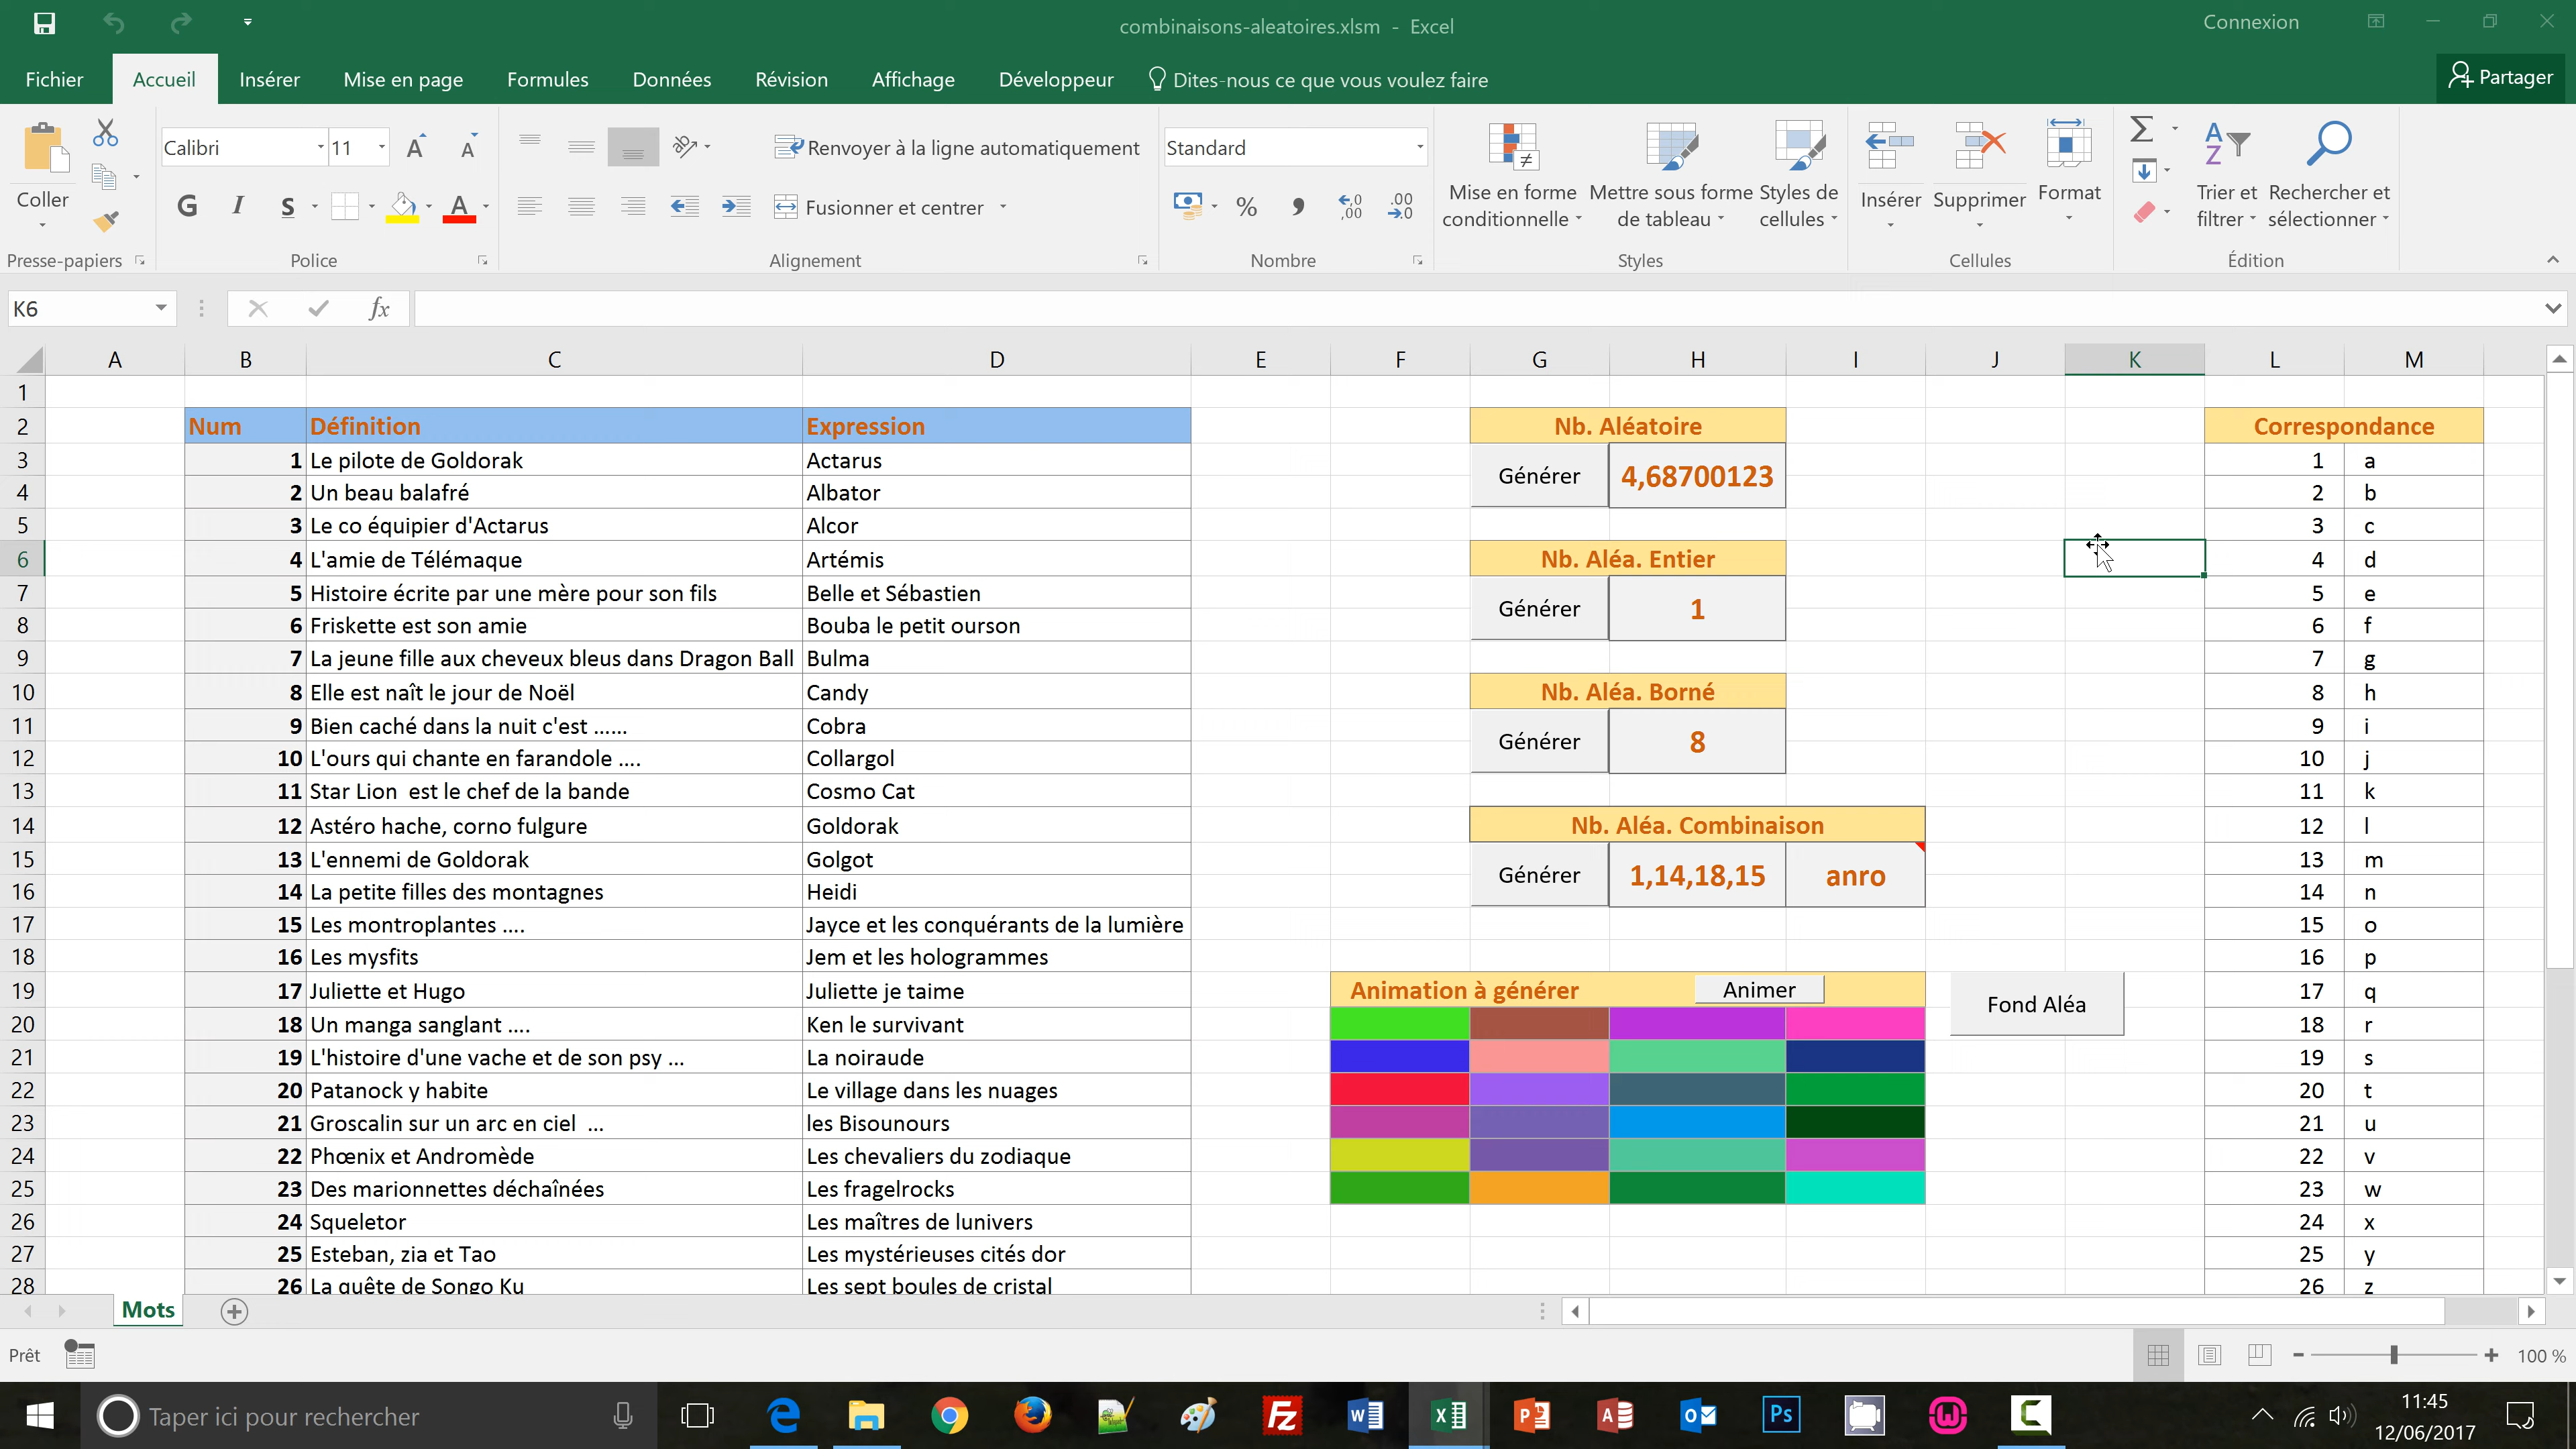 combinaisons-aleatoires.xlsm - Excel
Connexion
Fichier Accueil Insérer Mise en page Formules Données Révision Affichage Développeur Dites-nous ce que vous voulez faire Partager
Coller
Presse-papiers
Calibri 11
G I S
Police
Renvoyer à la ligne automatiquement
Fusionner et centrer
Alignement
Standard
Nombre
Mise en forme conditionnelle
Mettre sous forme de tableau
Styles de cellules
Styles
Insérer Supprimer Format
Cellules
Trier et filtrer
Rechercher et sélectionner
Édition
K6 fx
A B C D E F G H I J K L M
1
2 Num Définition Expression Nb. Aléatoire Correspondance
3 1 Le pilote de Goldorak Actarus Générer 4,68700123 1 a
4 2 Un beau balafré Albator 2 b
5 3 Le co équipier d'Actarus Alcor 3 c
6 4 L'amie de Télémaque Artémis Nb. Aléa. Entier 4 d
7 5 Histoire écrite par une mère pour son fils Belle et Sébastien Générer 1 5 e
8 6 Friskette est son amie Bouba le petit ourson 6 f
9 7 La jeune fille aux cheveux bleus dans Dragon Ball Bulma 7 g
10 8 Elle est naît le jour de Noël Candy Nb. Aléa. Borné 8 h
11 9 Bien caché dans la nuit c'est ...... Cobra Générer 8 9 i
12 10 L'ours qui chante en farandole .... Collargol 10 j
13 11 Star Lion est le chef de la bande Cosmo Cat 11 k
14 12 Astéro hache, corno fulgure Goldorak Nb. Aléa. Combinaison 12 l
15 13 L'ennemi de Goldorak Golgot Générer 1,14,18,15 anro 13 m
16 14 La petite filles des montagnes Heidi 14 n
17 15 Les montroplantes .... Jayce et les conquérants de la lumière 15 o
18 16 Les mysfits Jem et les hologrammes 16 p
19 17 Juliette et Hugo Juliette je taime Animation à générer Animer Fond Aléa 17 q
20 18 Un manga sanglant .... Ken le survivant 18 r
21 19 L'histoire d'une vache et de son psy ... La noiraude 19 s
22 20 Patanock y habite Le village dans les nuages 20 t
23 21 Groscalin sur un arc en ciel ... les Bisounours 21 u
24 22 Phœnix et Andromède Les chevaliers du zodiaque 22 v
25 23 Des marionnettes déchaînées Les fragelrocks 23 w
26 24 Squeletor Les maîtres de lunivers 24 x
27 25 Esteban, zia et Tao Les mystérieuses cités dor 25 y
28 26 La quête de Songo Ku Les sept boules de cristal 26 z
Mots
Prêt
100 %
Taper ici pour rechercher
11:45
12/06/2017